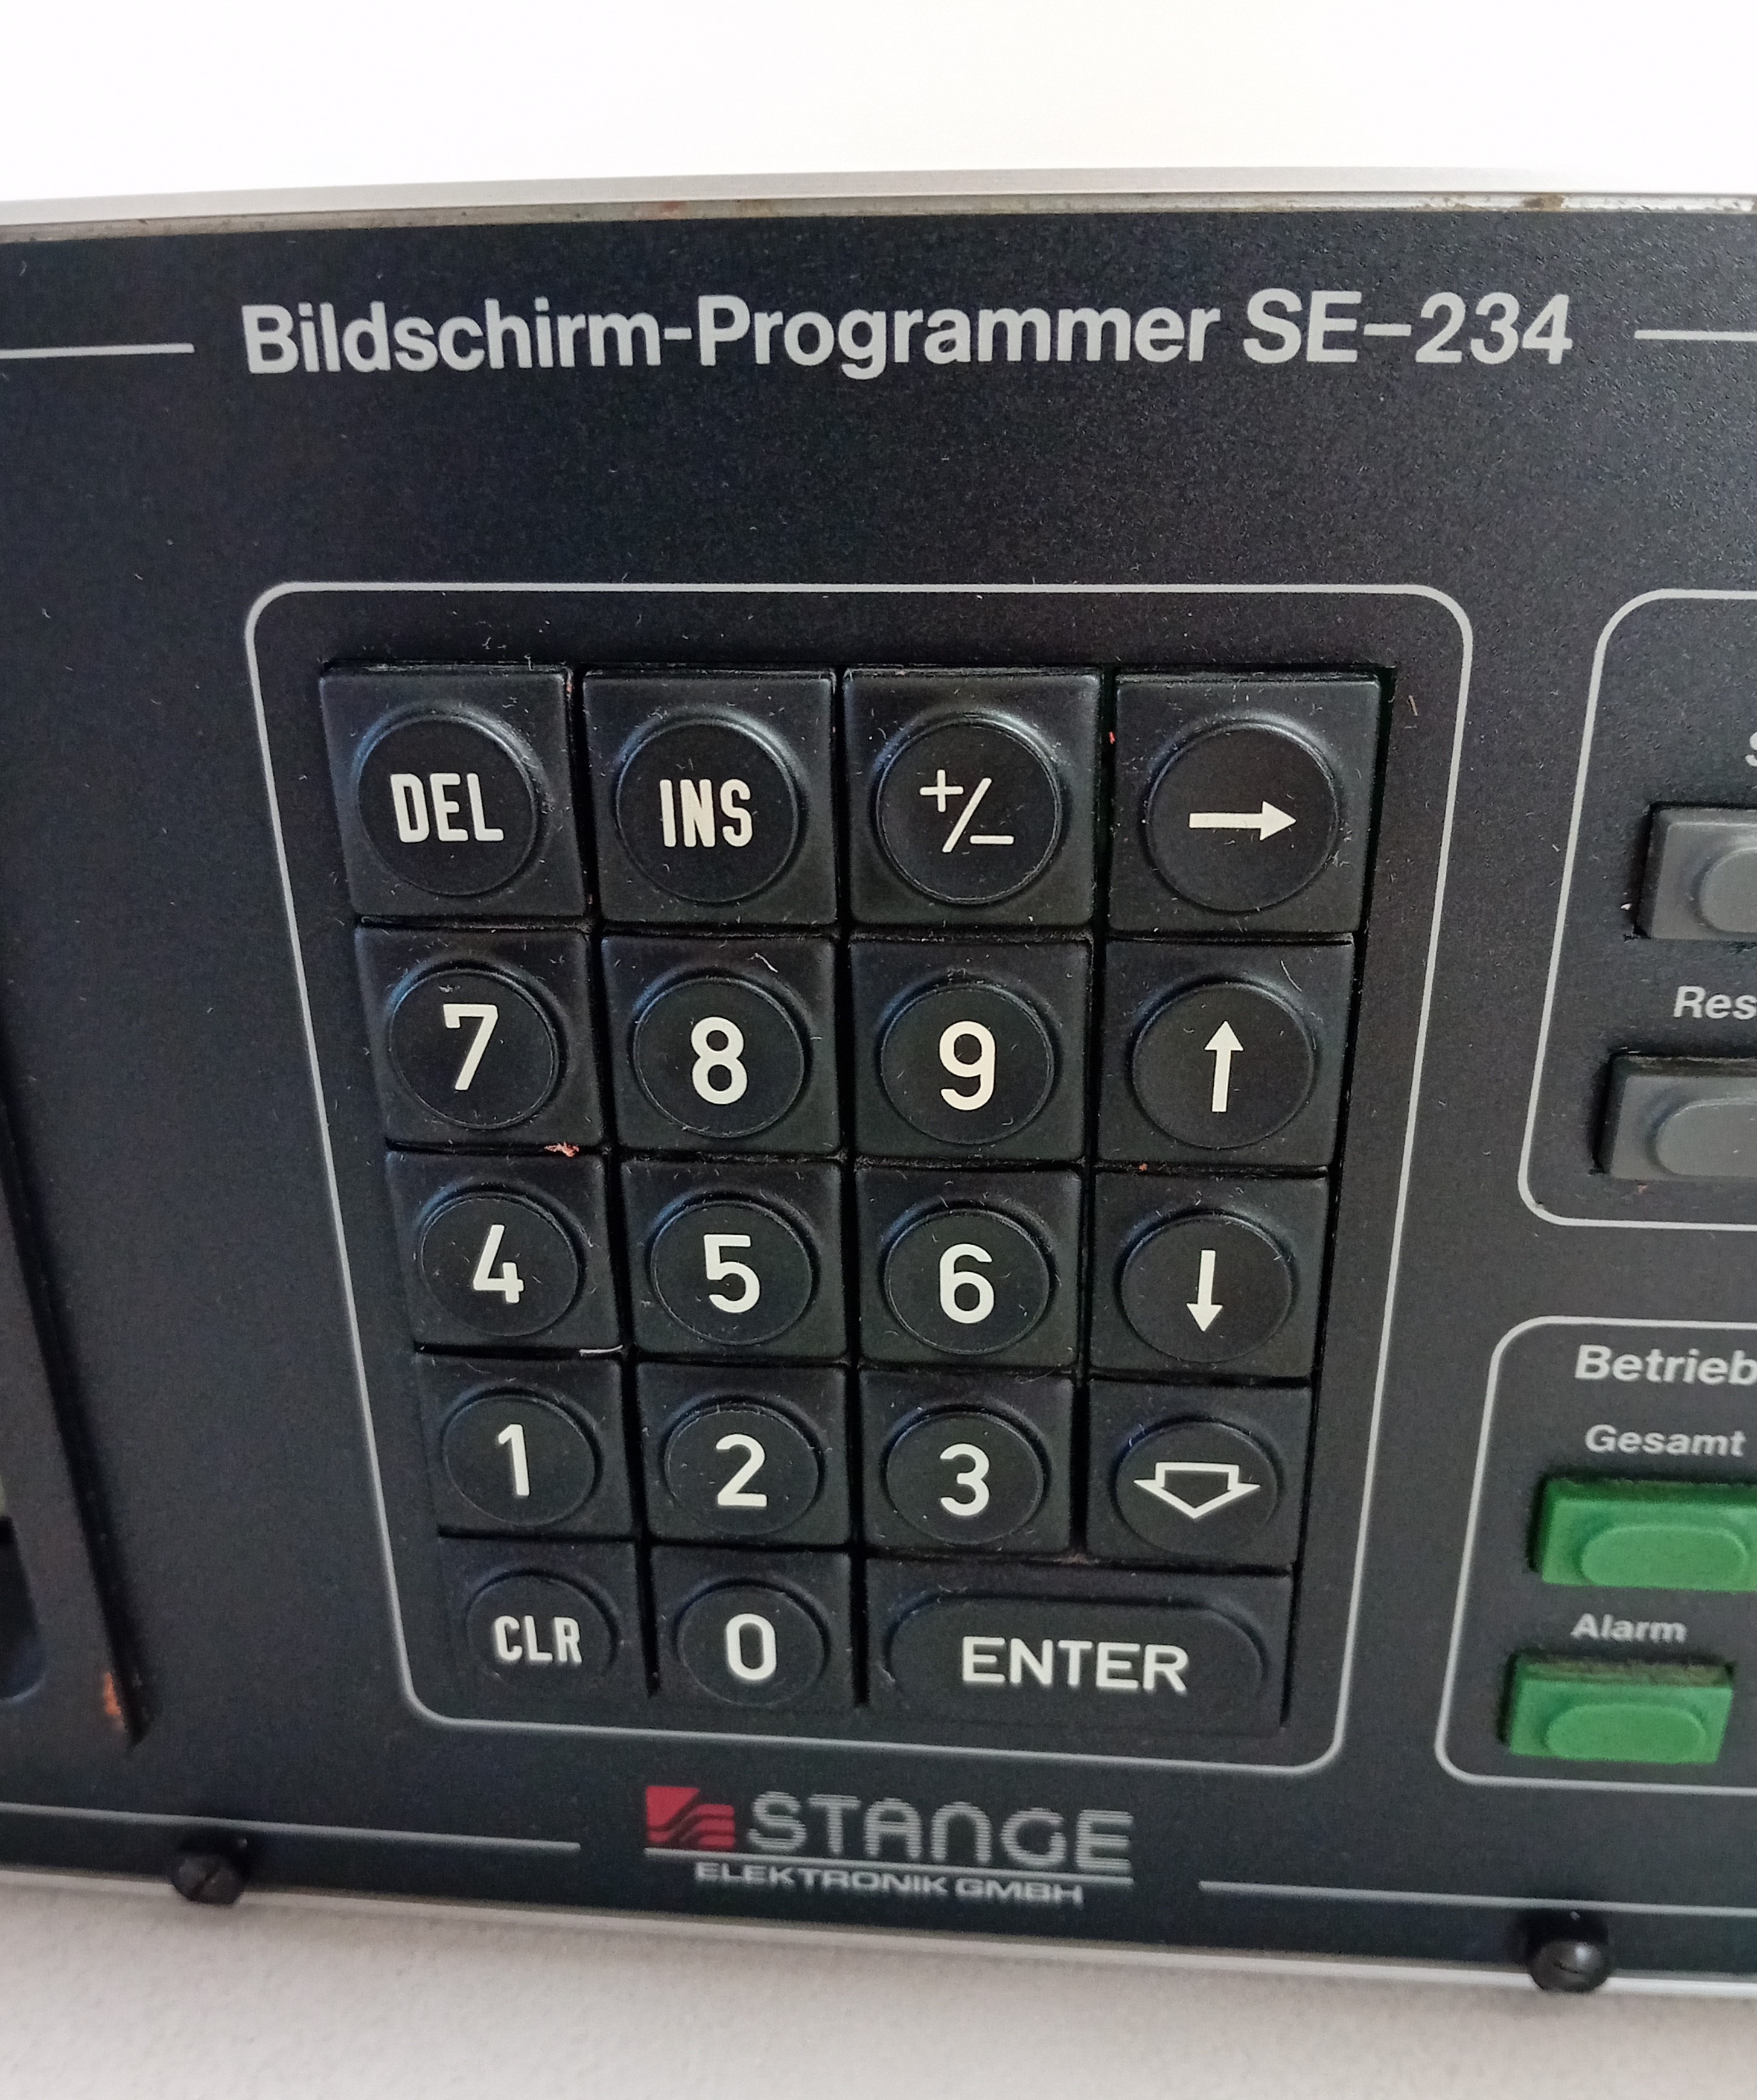 Bildschirm-Programmer SE-234
DEL INS +/- →
7 8 9 ↑
4 5 6 ↓
1 2 3
CLR 0 ENTER
Res
Betrieb
Gesamt
Alarm
STANGE
ELEKTRONIK GMBH